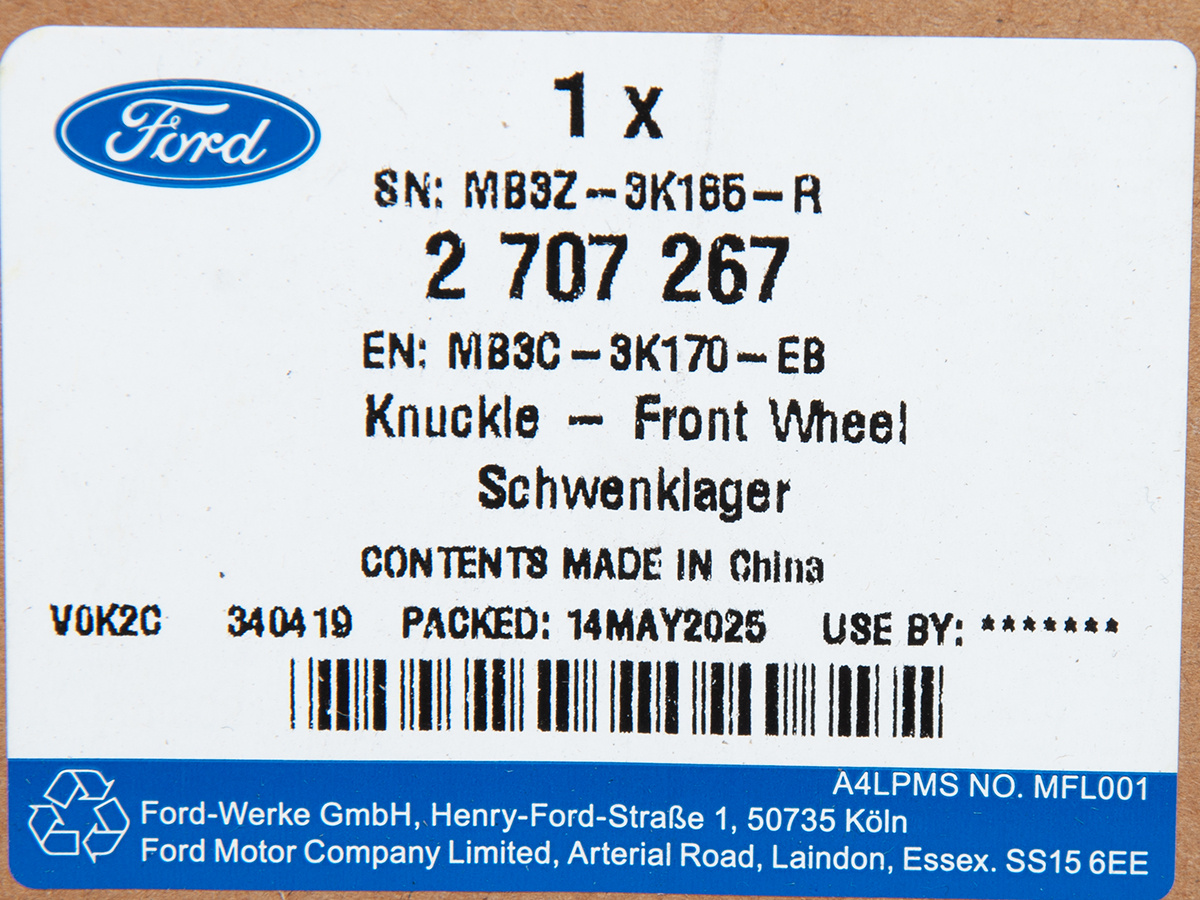 Ford
1 x
SN: MB3Z-3K185-R
2 707 267
EN: MB3C-3K170-EB
Knuckle - Front Wheel
Schwenklager
CONTENTS MADE IN China
V0K2C 340419 PACKED: 14MAY2025 USE BY: *******
A4LPMS NO. MFL001
Ford-Werke GmbH, Henry-Ford-Straße 1, 50735 Köln
Ford Motor Company Limited, Arterial Road, Laindon, Essex. SS15 6EE